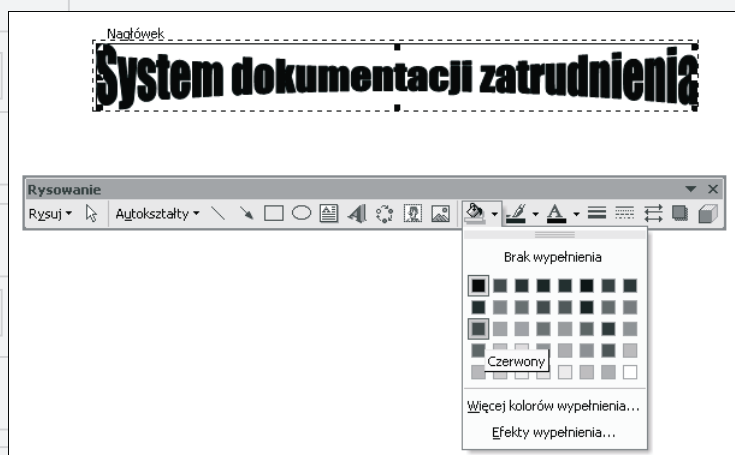 Nagłówek
System dokumentacji zatrudnienia
Rysowanie
Rysuj Autokształty A
Brak wypełnienia
Czerwony
Więcej kolorów wypełnienia...
Efekty wypełnienia...